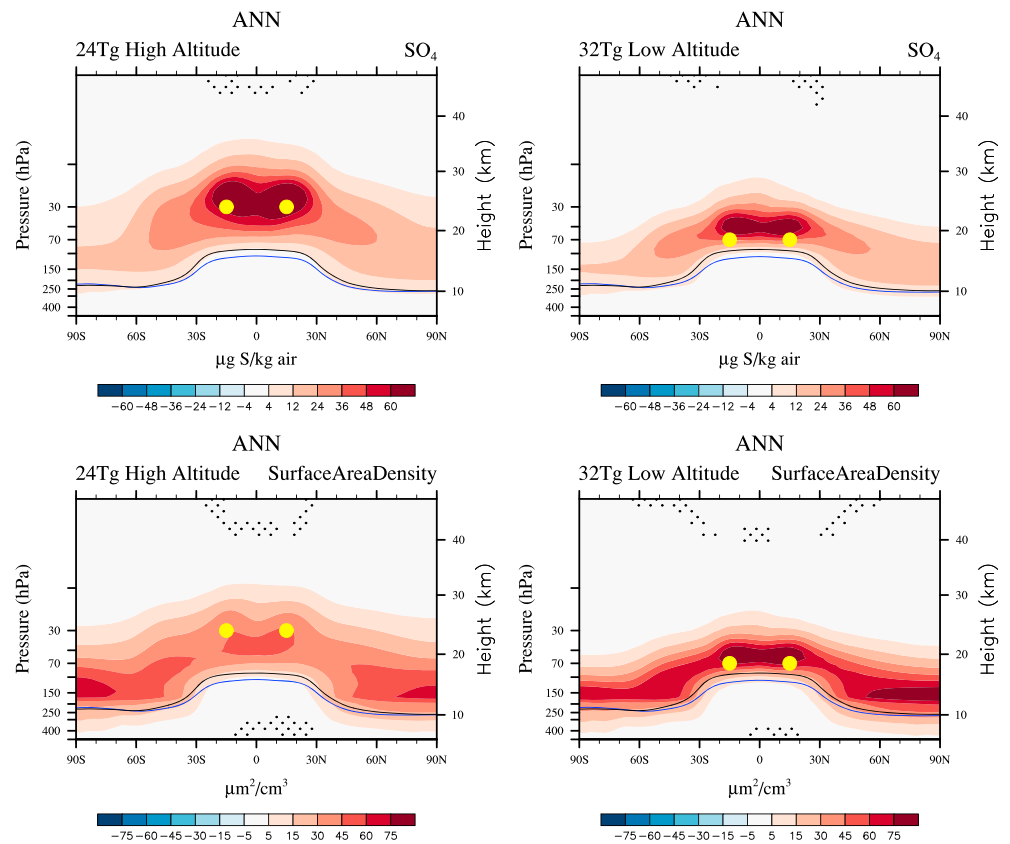 ANN
24Tg High Altitude SO4
Pressure (hPa)
30
70
150
250
400
40
30
20
10
Height (km)
90S 60S 30S 0 30N 60N 90N
µg S/kg air
−60 −48 −36 −24 −12 −4 4 12 24 36 48 60
ANN
32Tg Low Altitude SO4
Pressure (hPa)
30
70
150
250
400
40
30
20
10
Height (km)
90S 60S 30S 0 30N 60N 90N
µg S/kg air
−60 −48 −36 −24 −12 −4 4 12 24 36 48 60
ANN
24Tg High Altitude SurfaceAreaDensity
Pressure (hPa)
30
70
150
250
400
40
30
20
10
Height (km)
90S 60S 30S 0 30N 60N 90N
µm²/cm³
−75 −60 −45 −30 −15 −5 5 15 30 45 60 75
ANN
32Tg Low Altitude SurfaceAreaDensity
Pressure (hPa)
30
70
150
250
400
40
30
20
10
Height (km)
90S 60S 30S 0 30N 60N 90N
µm²/cm³
−75 −60 −45 −30 −15 −5 5 15 30 45 60 75